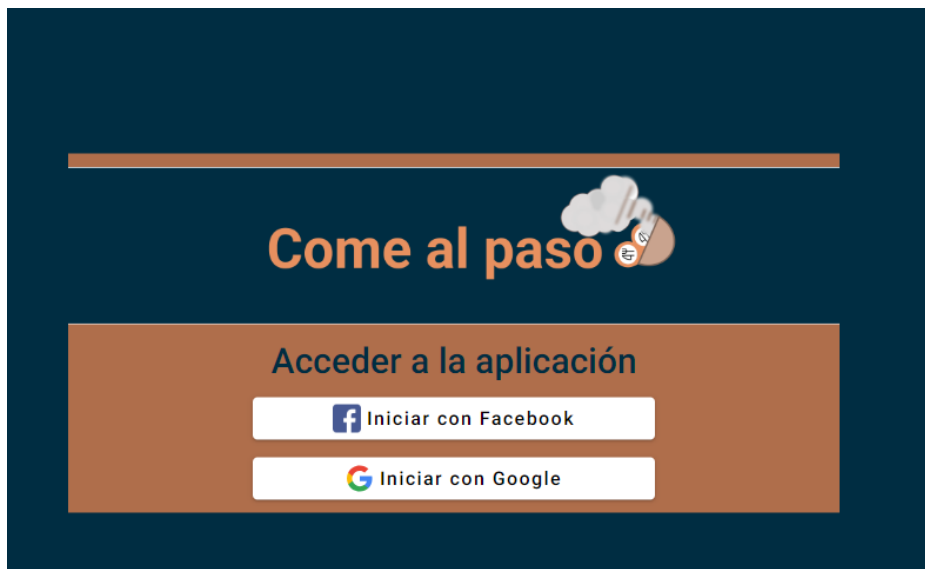 Come al paso
Acceder a la aplicación
Iniciar con Facebook
Iniciar con Google